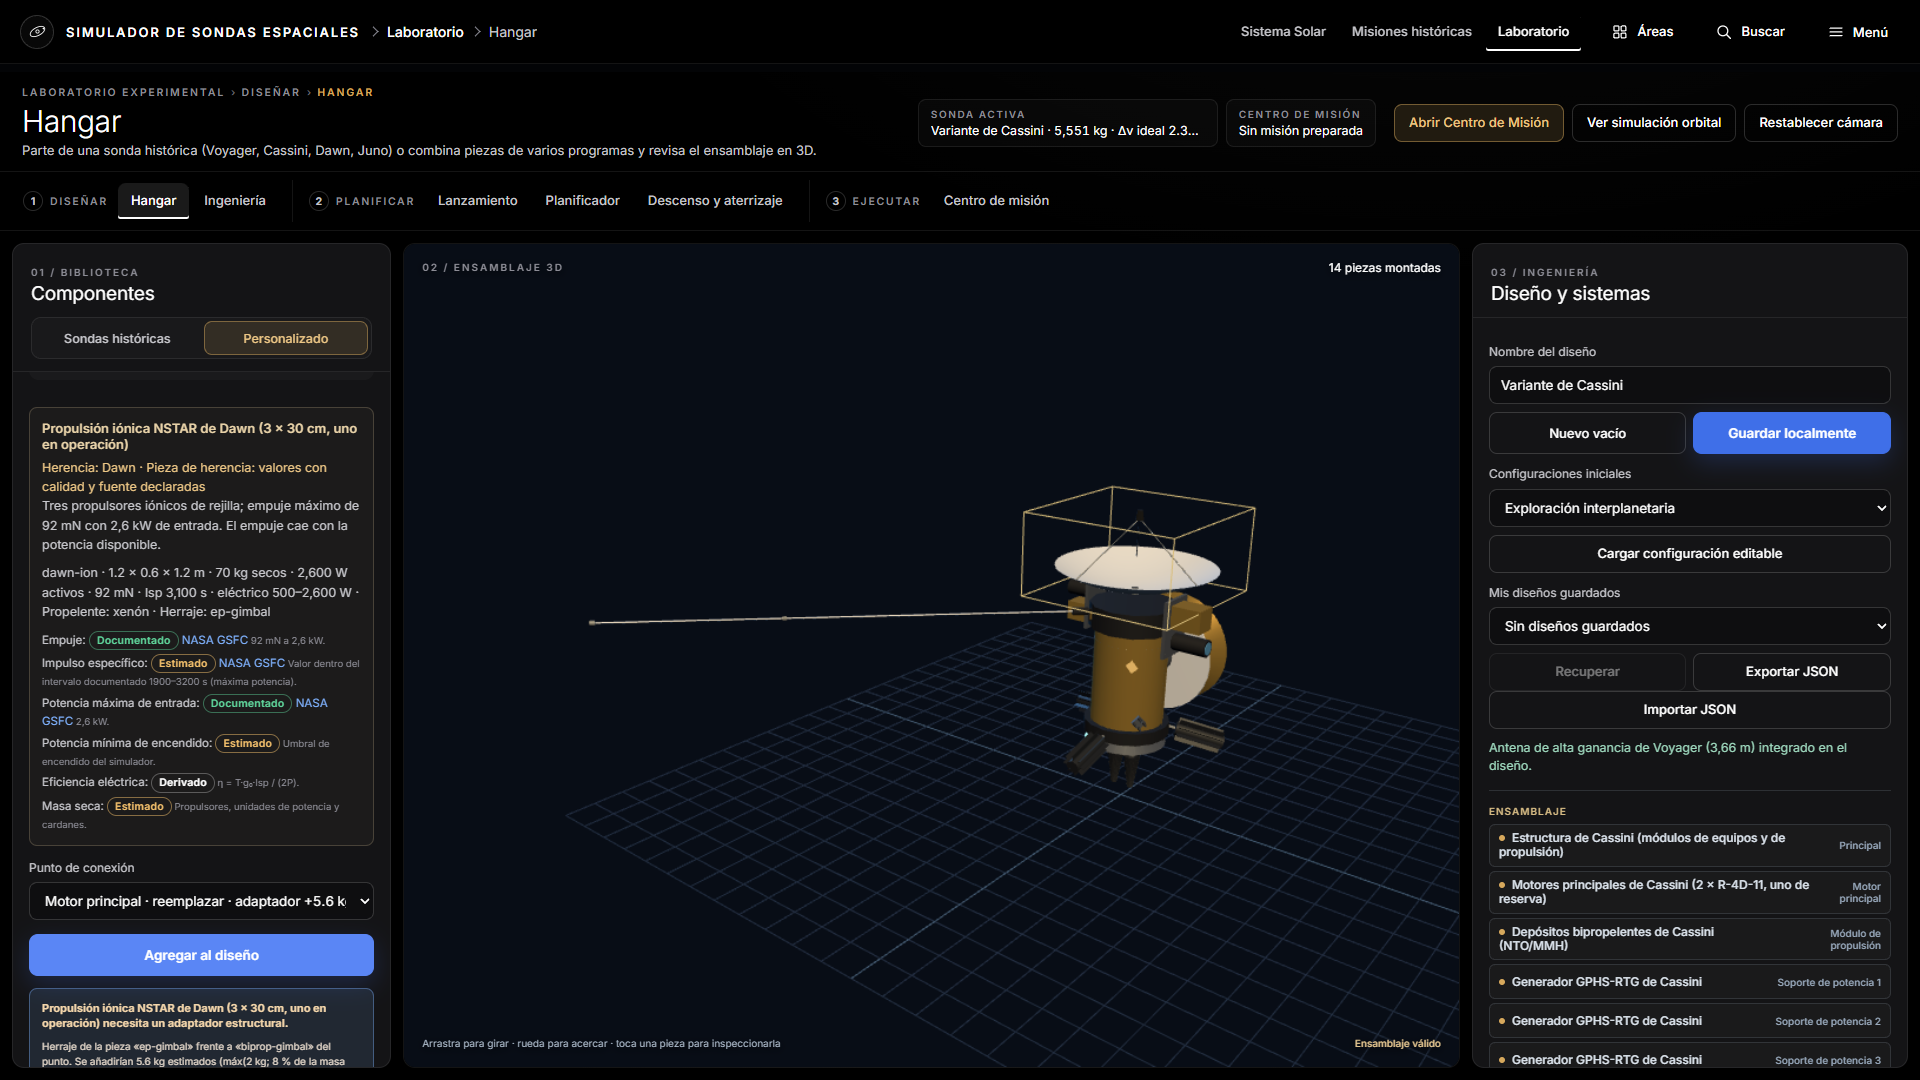 SIMULADOR DE SONDAS ESPACIALES > Laboratorio > Hangar
Sistema Solar
Misiones históricas
Laboratorio
Áreas
Buscar
Menú
LABORATORIO EXPERIMENTAL › DISEÑAR › HANGAR
Hangar
Parte de una sonda histórica (Voyager, Cassini, Dawn, Juno) o combina piezas de varios programas y revisa el ensamblaje en 3D.
SONDA ACTIVA
Variante de Cassini · 5,551 kg · Δv ideal 2.3...
CENTRO DE MISIÓN
Sin misión preparada
Abrir Centro de Misión
Ver simulación orbital
Restablecer cámara
1 DISEÑAR
Hangar
Ingeniería
2 PLANIFICAR
Lanzamiento
Planificador
Descenso y aterrizaje
3 EJECUTAR
Centro de misión
01 / BIBLIOTECA
Componentes
Sondas históricas
Personalizado
Propulsión iónica NSTAR de Dawn (3 × 30 cm, uno
en operación)
Herencia: Dawn · Pieza de herencia: valores con
calidad y fuente declaradas
Tres propulsores iónicos de rejilla; empuje máximo de
92 mN con 2,6 kW de entrada. El empuje cae con la
potencia disponible.
dawn-ion · 1.2 × 0.6 × 1.2 m · 70 kg secos · 2,600 W
activos · 92 mN · Isp 3,100 s · eléctrico 500–2,600 W ·
Propelente: xenón · Herraje: ep-gimbal
Empuje: Documentado NASA GSFC 92 mN a 2,6 kW.
Impulso específico: Estimado NASA GSFC Valor dentro del
intervalo documentado 1900–3200 s (máxima potencia).
Potencia máxima de entrada: Documentado NASA
GSFC 2,6 kW.
Potencia mínima de encendido: Estimado Umbral de
encendido del simulador.
Eficiencia eléctrica: Derivado η = T·g₀·Isp / (2P).
Masa seca: Estimado Propulsores, unidades de potencia y
cardanes.
Punto de conexión
Motor principal · reemplazar · adaptador +5.6 k
Agregar al diseño
Propulsión iónica NSTAR de Dawn (3 × 30 cm, uno en
operación) necesita un adaptador estructural.
Herraje de la pieza «ep-gimbal» frente a «biprop-gimbal» del
punto. Se añadirían 5.6 kg estimados (máx(2 kg; 8 % de la masa
02 / ENSAMBLAJE 3D
14 piezas montadas
Arrastra para girar · rueda para acercar · toca una pieza para inspeccionarla
Ensamblaje válido
03 / INGENIERÍA
Diseño y sistemas
Nombre del diseño
Variante de Cassini
Nuevo vacío
Guardar localmente
Configuraciones iniciales
Exploración interplanetaria
Cargar configuración editable
Mis diseños guardados
Sin diseños guardados
Recuperar
Exportar JSON
Importar JSON
Antena de alta ganancia de Voyager (3,66 m) integrado en el
diseño.
ENSAMBLAJE
Estructura de Cassini (módulos de equipos y de
propulsión)
Principal
Motores principales de Cassini (2 × R-4D-11, uno de
reserva)
Motor
principal
Depósitos bipropelentes de Cassini
(NTO/MMH)
Módulo de
propulsión
Generador GPHS-RTG de Cassini
Soporte de potencia 1
Generador GPHS-RTG de Cassini
Soporte de potencia 2
Generador GPHS-RTG de Cassini
Soporte de potencia 3